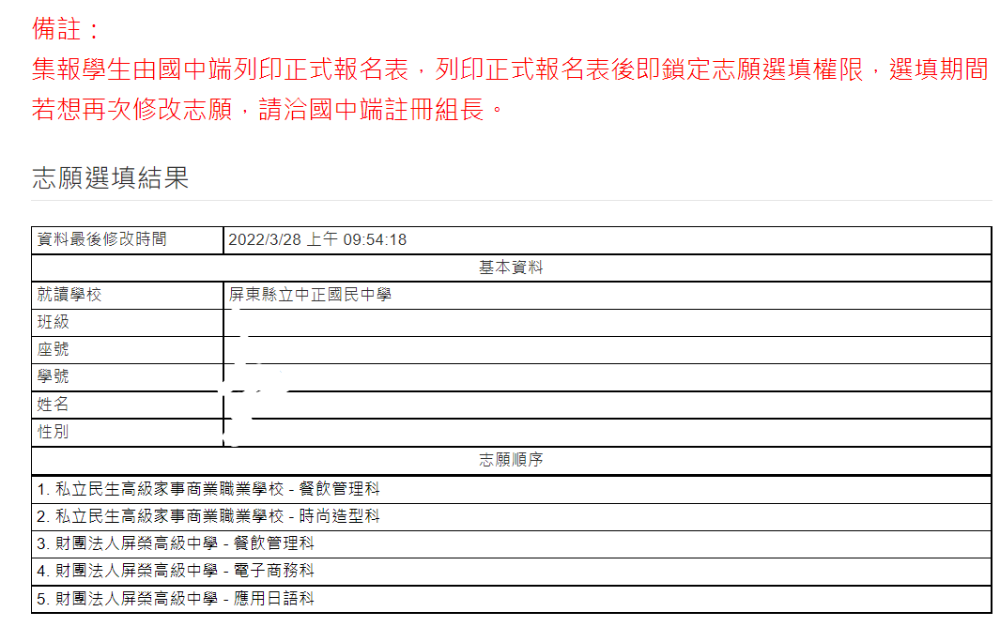 備註：
集報學生由國中端列印正式報名表，列印正式報名表後即鎖定志願選填權限，選填期間
若想再次修改志願，請洽國中端註冊組長。
志願選填結果
資料最後修改時間 2022/3/28 上午 09:54:18
基本資料
就讀學校 屏東縣立中正國民中學
班級
座號
學號
姓名
性別
志願順序
1. 私立民生高級家事商業職業學校 - 餐飲管理科
2. 私立民生高級家事商業職業學校 - 時尚造型科
3. 財團法人屏榮高級中學 - 餐飲管理科
4. 財團法人屏榮高級中學 - 電子商務科
5. 財團法人屏榮高級中學 - 應用日語科